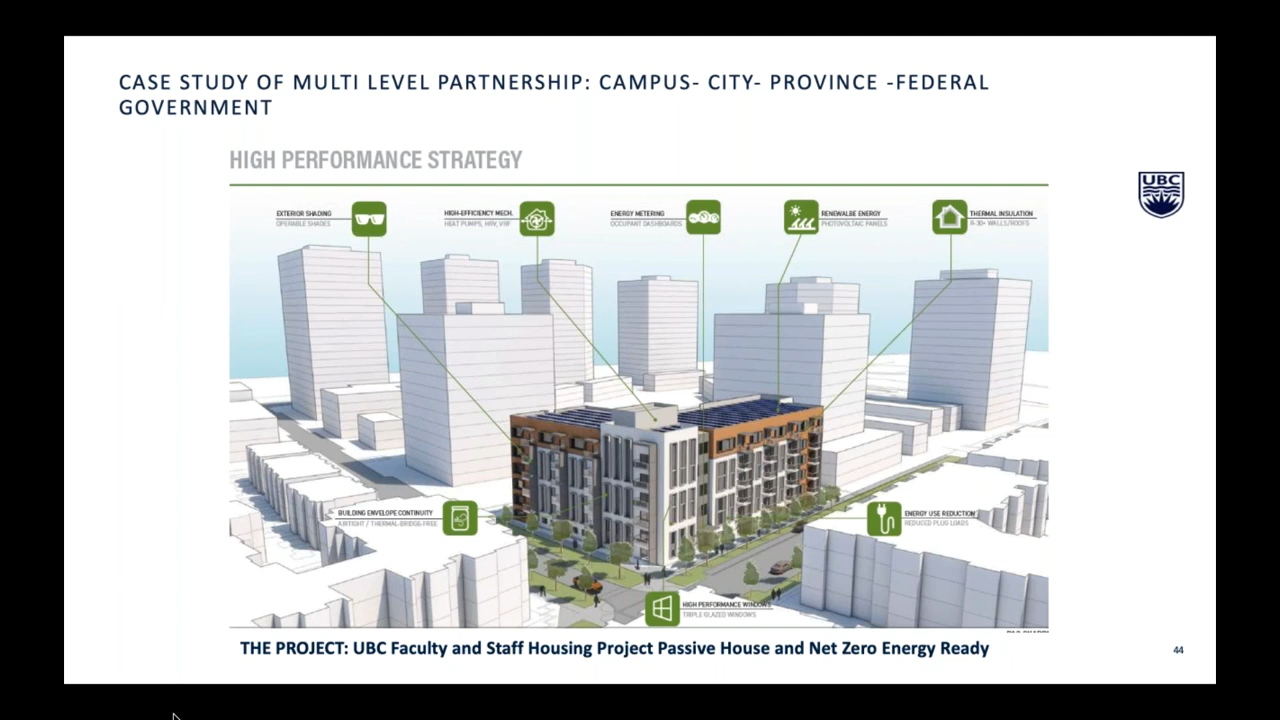 CASE STUDY OF MULTI LEVEL PARTNERSHIP: CAMPUS- CITY- PROVINCE -FEDERAL
GOVERNMENT
HIGH PERFORMANCE STRATEGY
UBC
EXTERIOR SHADING
OPERABLE SHADES
HIGH-EFFICIENCY MECH.
HEAT PUMPS, HRV, VRF
ENERGY METERING
OCCUPANT DASHBOARDS
RENEWALBE ENERGY
PHOTOVOLTAIC PANELS
THERMAL INSULATION
R-30+ WALLS/ROOFS
BUILDING ENVELOPE CONTINUITY
AIRTIGHT / THERMAL-BRIDGE-FREE
ENERGY USE REDUCTION
REDUCED PLUG LOADS
HIGH PERFORMANCE WINDOWS
TRIPLE GLAZED WINDOWS
THE PROJECT: UBC Faculty and Staff Housing Project Passive House and Net Zero Energy Ready
44